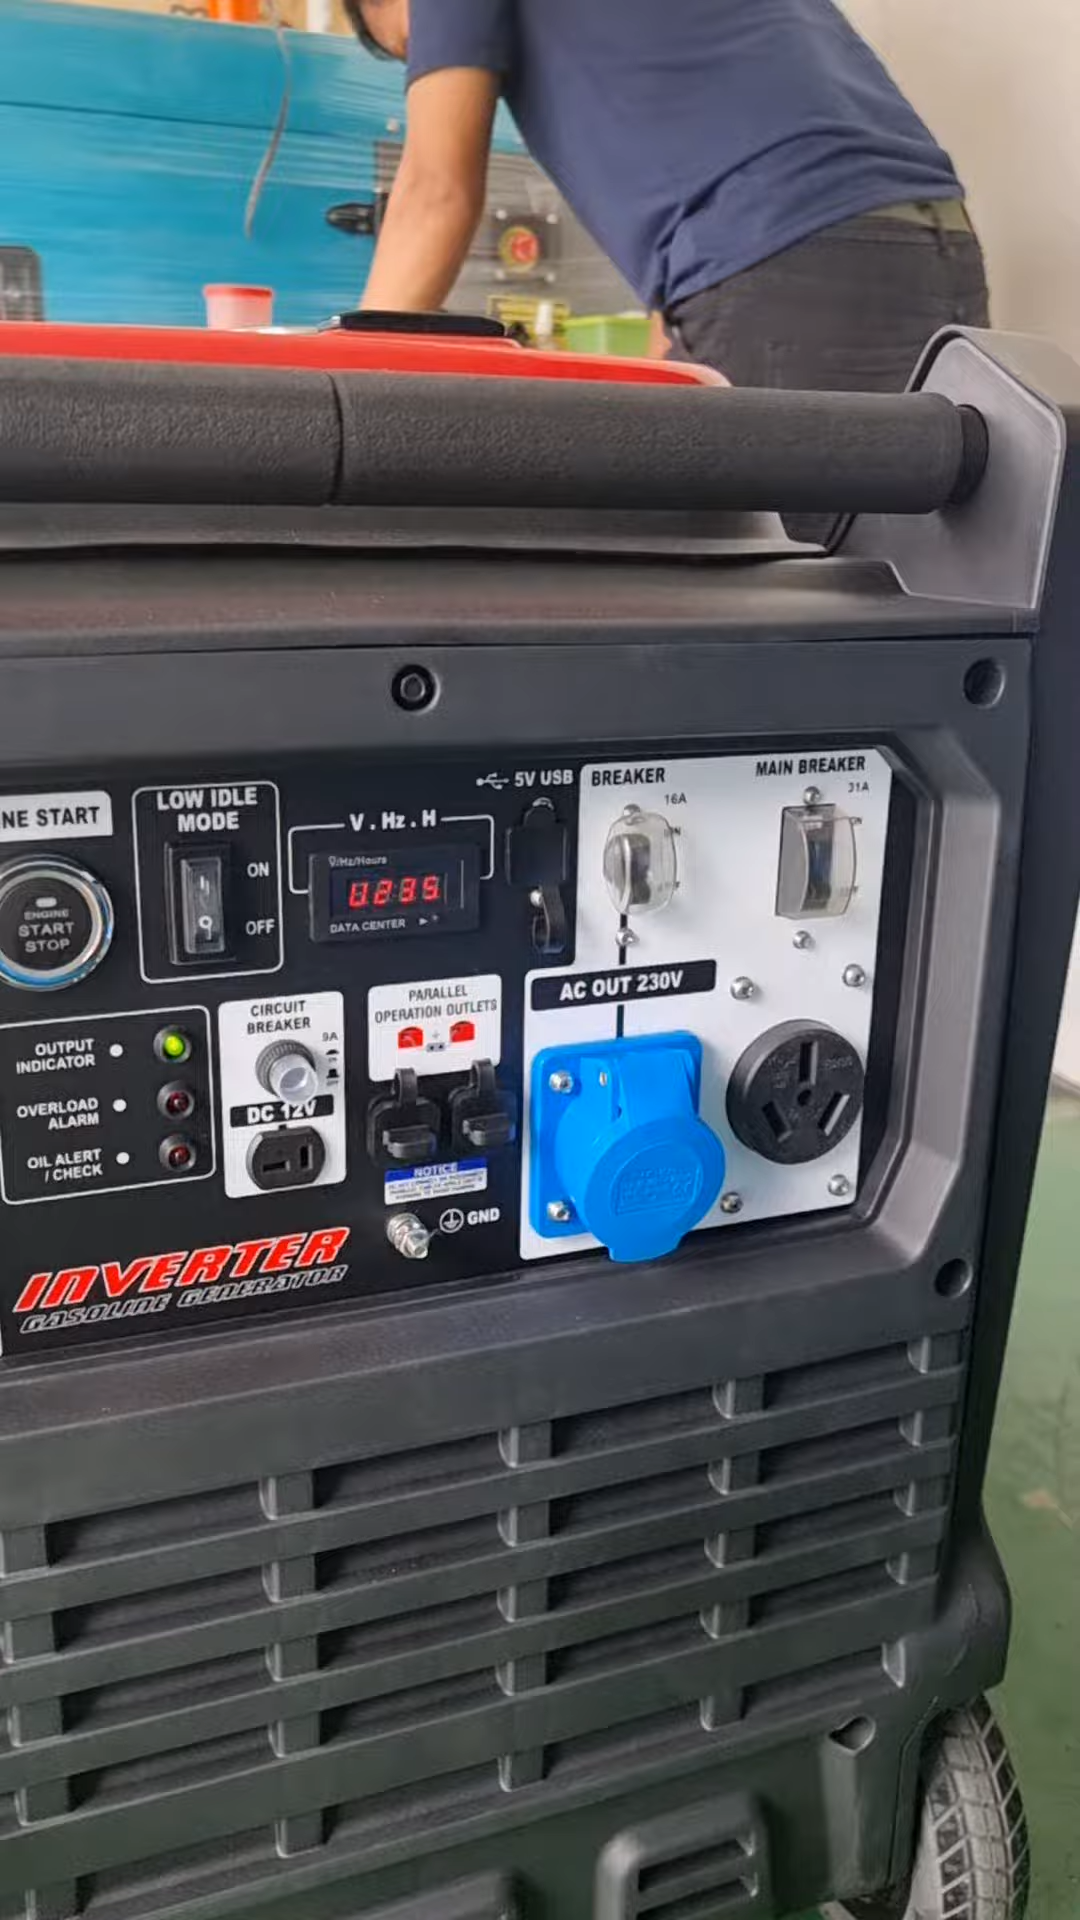 NE START
ENGINE
START
STOP
LOW IDLE
MODE
ON
OFF
V . Hz . H
V/Hz/Hours
U235
DATA CENTER
5V USB
BREAKER
16A
MAIN BREAKER
31A
AC OUT 230V
OUTPUT
INDICATOR
OVERLOAD
ALARM
OIL ALERT
/ CHECK
CIRCUIT
BREAKER
9A
DC 12V
PARALLEL
OPERATION OUTLETS
NOTICE
GND
INVERTER
GASOLINE GENERATOR